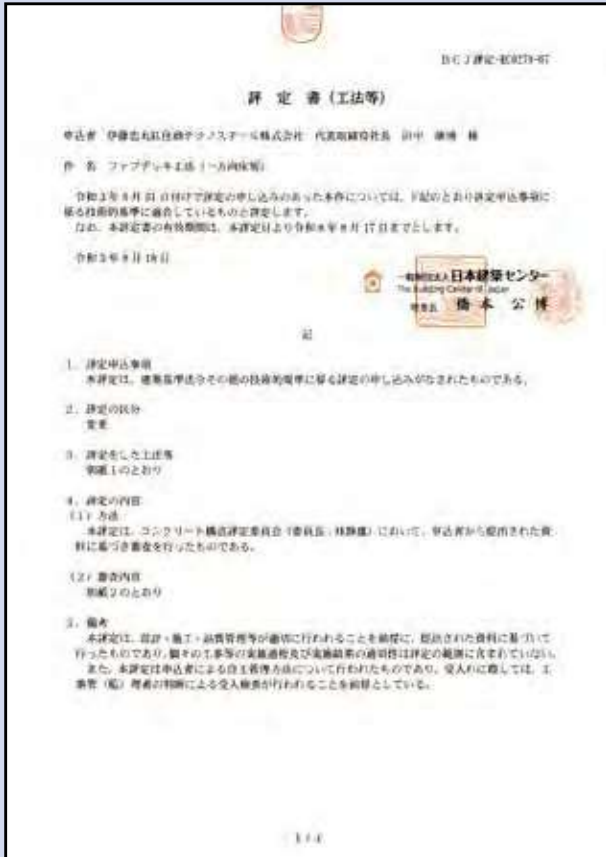 BCJ評定-RC0273-07
評 定 書（工法等）
申込者 伊藤忠丸紅住商テクノスチール株式会社 代表取締役社長 田中
件 名 ファブデッキ工法（一方向床版）
付けで評定の申し込みのあった本件については、下記のとおり評定申込事項に
係る技術的基準に適合しているものと評定します。
なお、本評定書の有効期間は、本評定日より令和8年8月17日までとします。
令和3年8月18日
一般財団法人 日本建築センター
The Building Center of Japan
理事長 橋本 公博
記
1．評定申込事項
本評定は、建築基準法令その他の技術的基準に係る評定の申し込みがなされたものである。
2．評定の区分
変更
3．評定をした工法等
別紙1のとおり
4．評定の内容
（1）方法
本評定は、コンクリート構造評定委員会（委員長：林静雄）において、申込者から提出された資
料に基づき審査を行ったものである。
（2）審査内容
別紙2のとおり
5．備考
本評定は、設計・施工・品質管理等が適切に行われることを前提に、提出された資料に基づいて
行ったものであり、個々の工事等の実施過程及び実施結果の適切性は評定の範囲に含まれていない。
また、本評定は申込者による自主管理方法について行われたものであり、受入れに際しては、工
事管（監）理者の判断による受入検査が行われることを前提としている。
1/4